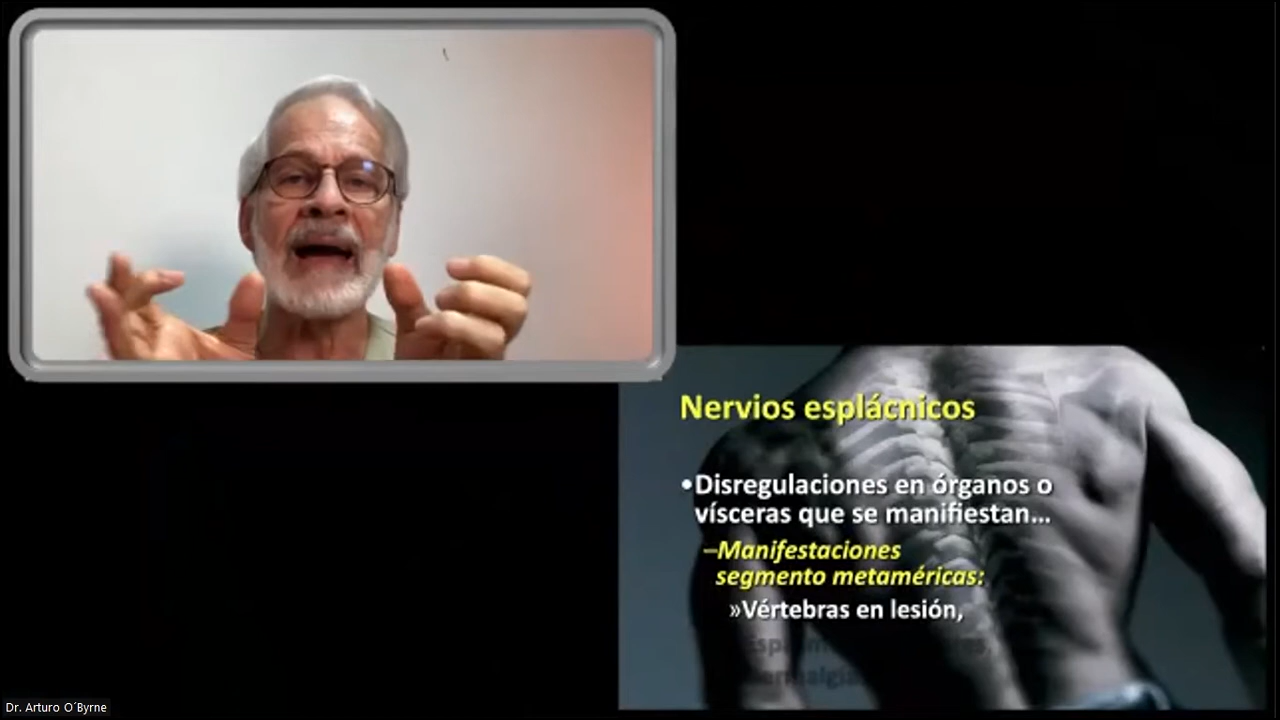 Nervios esplácnicos
•Disregulaciones en órganos o
vísceras que se manifiestan...
–Manifestaciones
segmento metaméricas:
»Vértebras en lesión,
Dr. Arturo O´Byrne